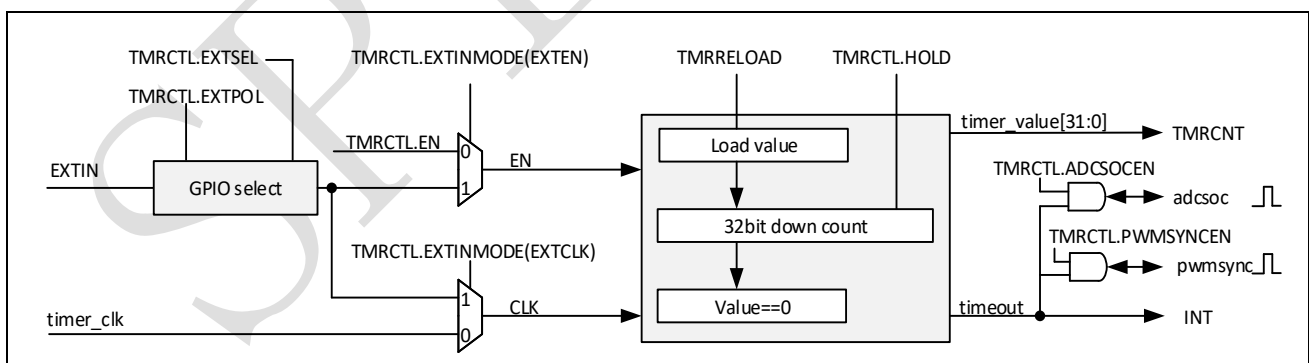 TMRCTL.EXTSEL
TMRCTL.EXTINMODE(EXTEN)
TMRRELOAD
TMRCTL.HOLD
TMRCTL.EXTPOL
TMRCTL.EN
0
1
EN
EXTIN
GPIO select
Load value
32bit down count
Value==0
timer_value[31:0]
TMRCNT
TMRCTL.ADCSOCEN
adcsoc
TMRCTL.PWMSYNCEN
pwmsync
TMRCTL.EXTINMODE(EXTCLK)
1
0
CLK
timer_clk
timeout
INT